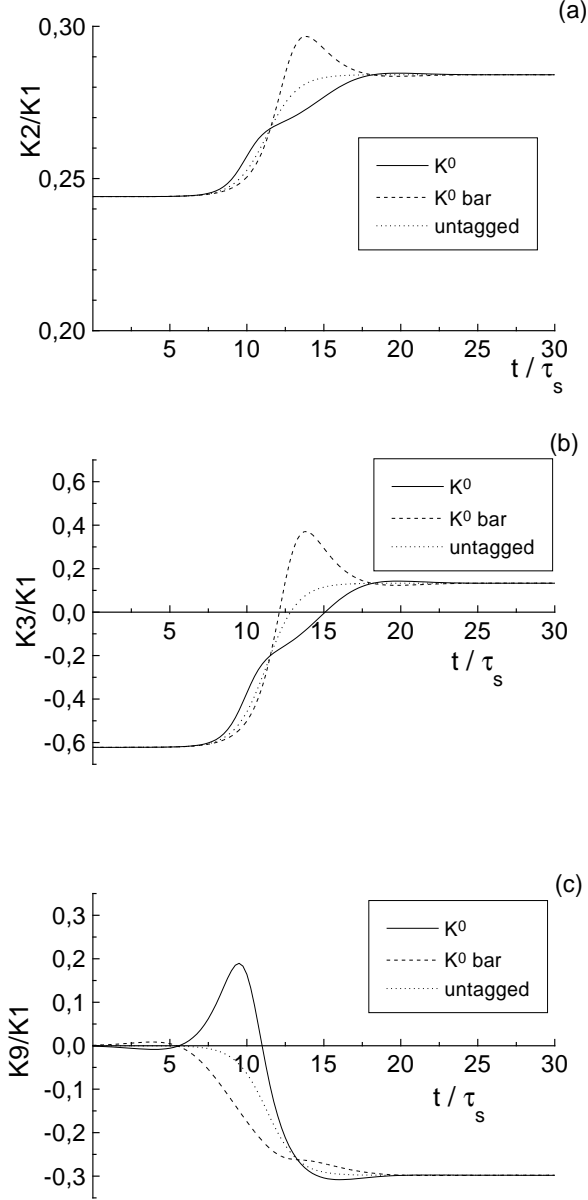 (a)
0,30
K2/K1
K⁰
K⁰ bar
untagged
0,25
0,20
5 10 15 20 25 30
t / τs
(b)
0,6
K⁰
K⁰ bar
untagged
0,4
0,2
K3/K1
0,0
5 10 15 20 25 30
-0,2
t / τs
-0,4
-0,6
(c)
0,3
K⁰
K⁰ bar
untagged
0,2
0,1
K9/K1
0,0
5 10 15 20 25 30
-0,1
t / τs
-0,2
-0,3